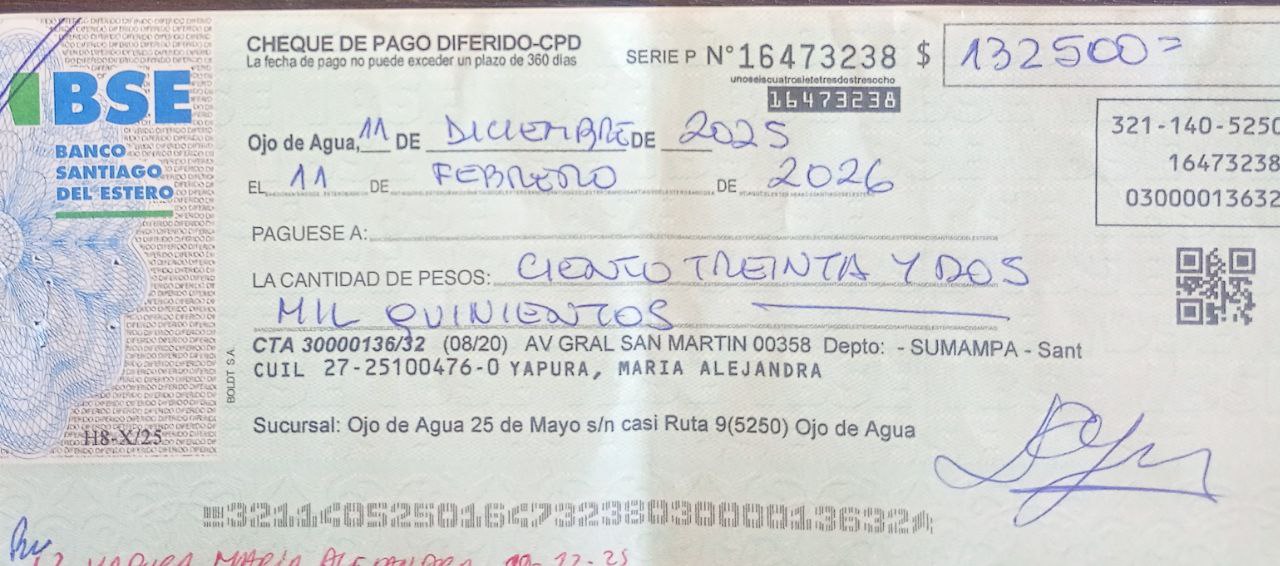 CHEQUE DE PAGO DIFERIDO-CPD
La fecha de pago no puede exceder un plazo de 360 días
SERIE P N° 16473238 $ 132500=
unoseiscuatrosietetresdostresocho
16473238
BSE
BANCO
SANTIAGO
DEL ESTERO
321-140-5250
16473238
03000013632
Ojo de Agua, 11 DE DICIEMBRE DE 2025
EL 11 DE FEBRERO DE 2026
PAGUESE A:
LA CANTIDAD DE PESOS: CIENTO TREINTA Y DOS
MIL QUINIENTOS
CTA 30000136/32 (08/20) AV GRAL SAN MARTIN 00358 Depto: - SUMAMPA - Sant
CUIL 27-25100476-0 YAPURA, MARIA ALEJANDRA
BOLDT S.A.
Sucursal: Ojo de Agua 25 de Mayo s/n casi Ruta 9(5250) Ojo de Agua
H8-X/25
321140525016473238030000013632
YAPURA MARIA ALEJANDRA